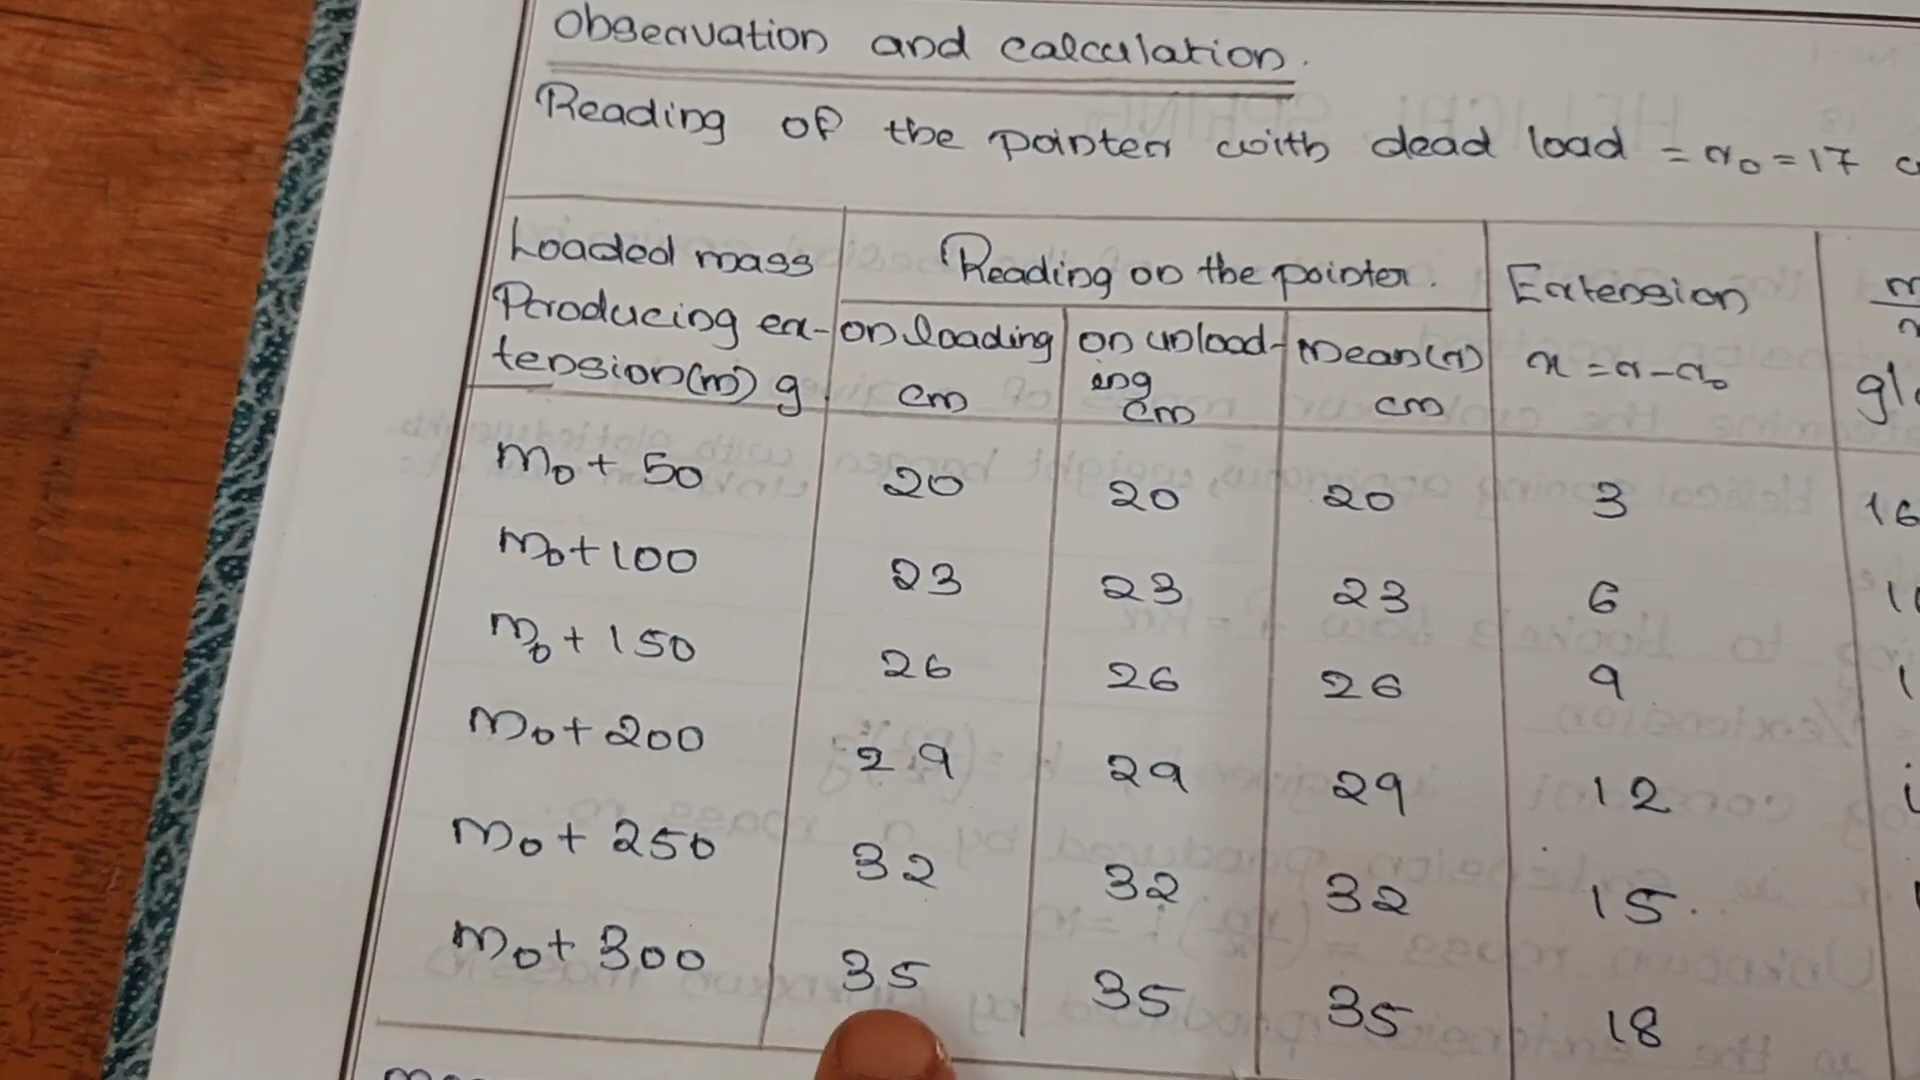 Observation and calculation.
Reading of the pointer with dead load = r0 = 17
Loaded mass
Producing ex-
tension(m) g
Reading on the pointer.
on loading
cm
on unload-
ing
cm
Mean(r)
cm
Extension
x = r - r0
m0 + 50 20 20 20 3 16
m0 + 100 23 23 23 6
m0 + 150 26 26 26 9
m0 + 200 29 29 29 12
m0 + 250 32 32 32 15
m0 + 300 35 35 35 18